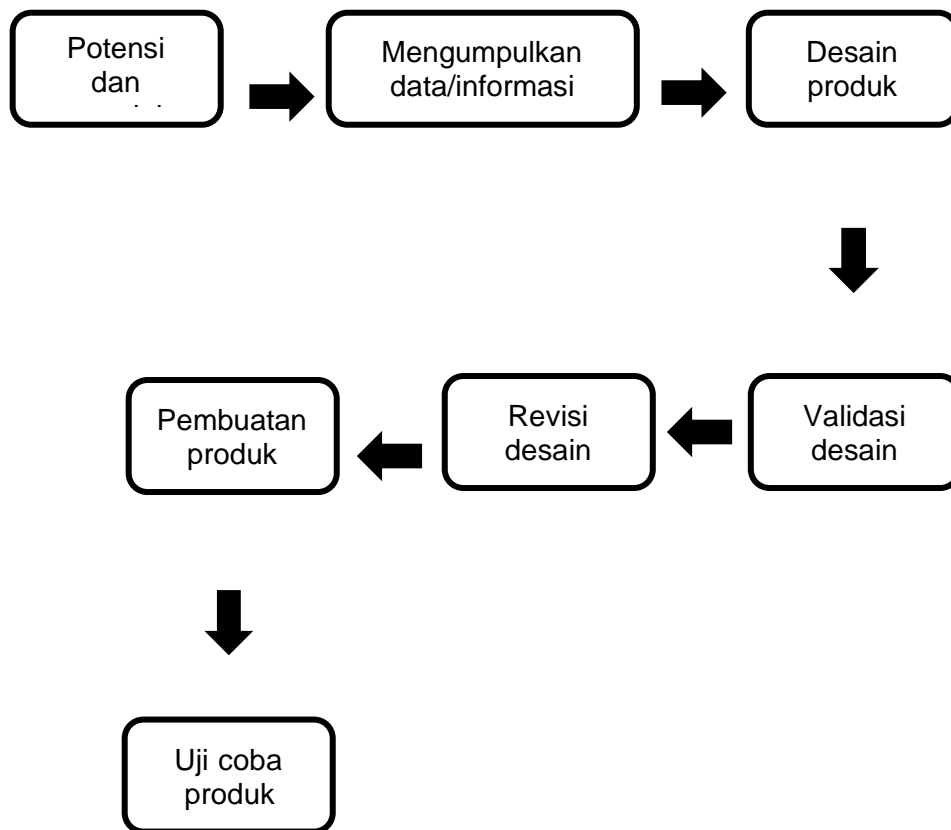 Potensi
dan
Mengumpulkan
data/informasi
Desain
produk
Validasi
desain
Revisi
desain
Pembuatan
produk
Uji coba
produk